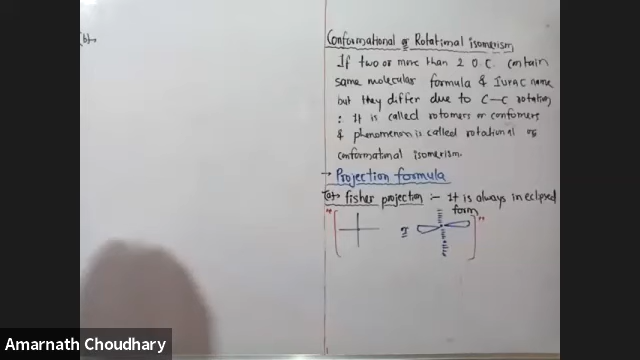 (b)→
Conformational or Rotational isomerism
If two or more than 2 O.C. contain
same molecular formula & IUPAC name
but they differ due to C–C rotation
: It is called rotomers or confomers
& phenomenon is called rotational or
conformational isomerism.
→ Projection formula
(a)→ fisher projection :- It is always in eclipsed
form
Amarnath Choudhary